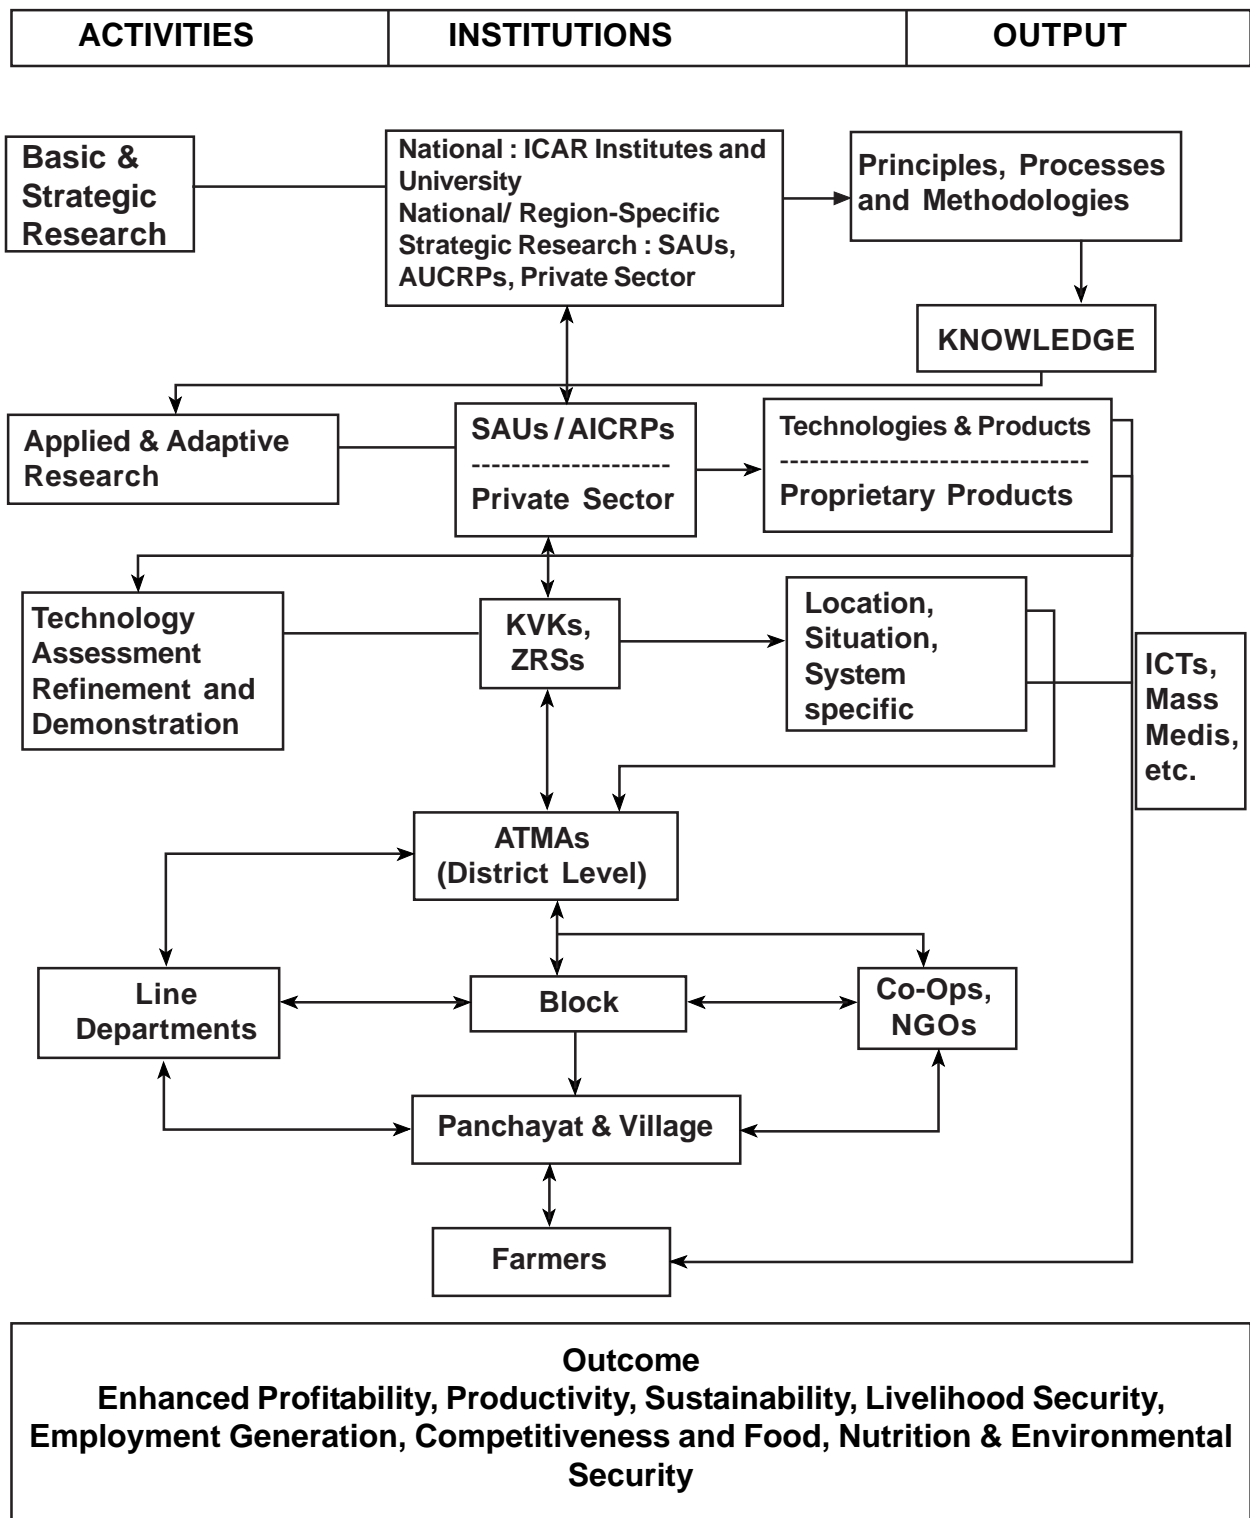 ACTIVITIES
INSTITUTIONS
OUTPUT
Basic &
Strategic
Research
National : ICAR Institutes and
University
National/ Region-Specific
Strategic Research : SAUs,
AUCRPs, Private Sector
Principles, Processes
and Methodologies
KNOWLEDGE
Applied & Adaptive
Research
SAUs / AICRPs
--------------------
Private Sector
Technologies & Products
-------------------------------
Proprietary Products
Technology
Assessment
Refinement and
Demonstration
KVKs,
ZRSs
Location,
Situation,
System
specific
ICTs,
Mass
Medis,
etc.
ATMAs
(District Level)
Line
Departments
Block
Co-Ops,
NGOs
Panchayat & Village
Farmers
Outcome
Enhanced Profitability, Productivity, Sustainability, Livelihood Security,
Employment Generation, Competitiveness and Food, Nutrition & Environmental
Security